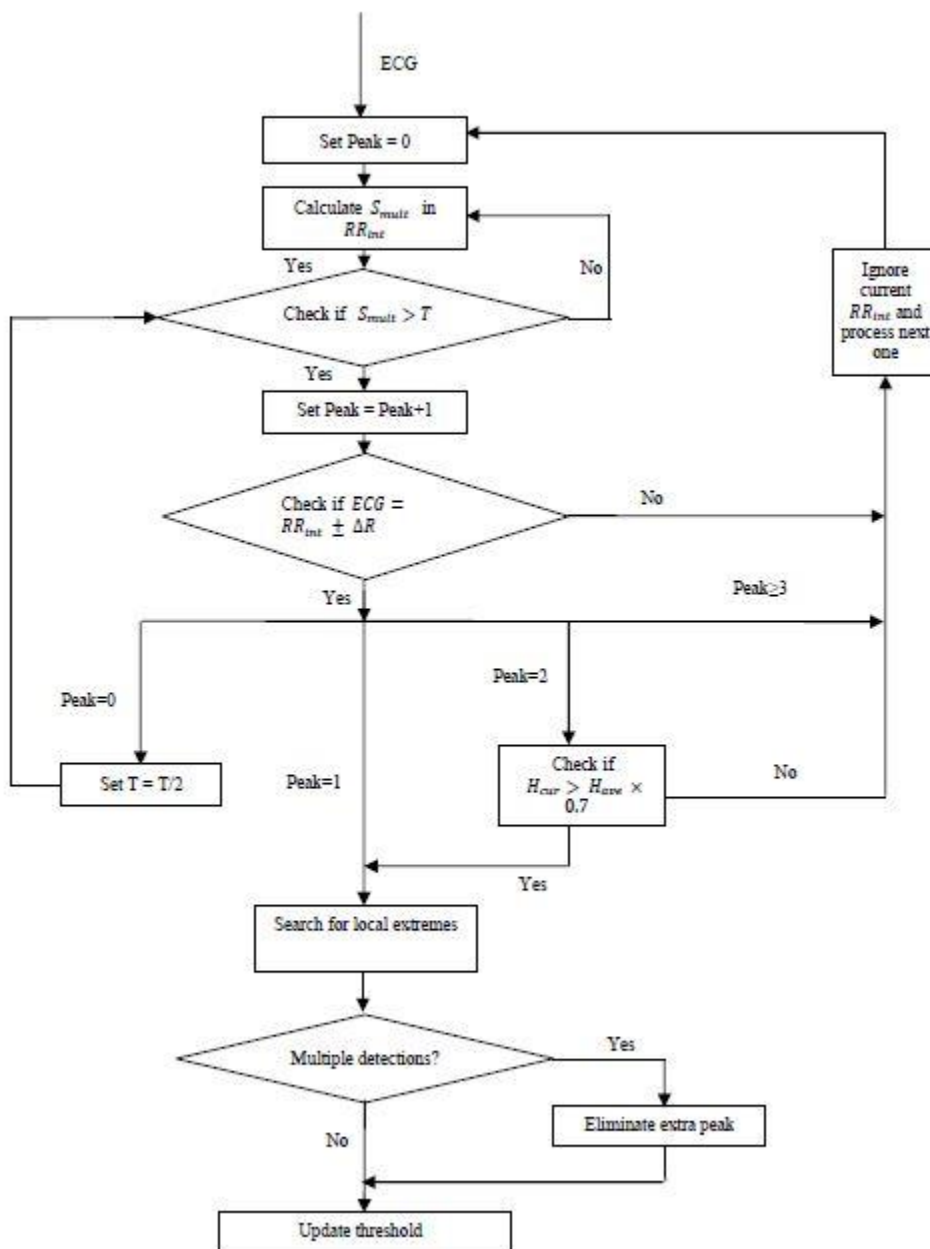 ECG
Set Peak = 0
Calculate S_mult in
RR_int
Yes
No
Ignore
current
RR_int and
process next
one
Check if S_mult > T
Yes
Set Peak = Peak+1
Check if ECG =
RR_int ± ΔR
No
Yes
Peak≥3
Peak=0
Peak=2
Set T = T/2
Peak=1
Check if
H_cur > H_ave ×
0.7
No
Yes
Search for local extremes
Multiple detections?
Yes
Eliminate extra peak
No
Update threshold